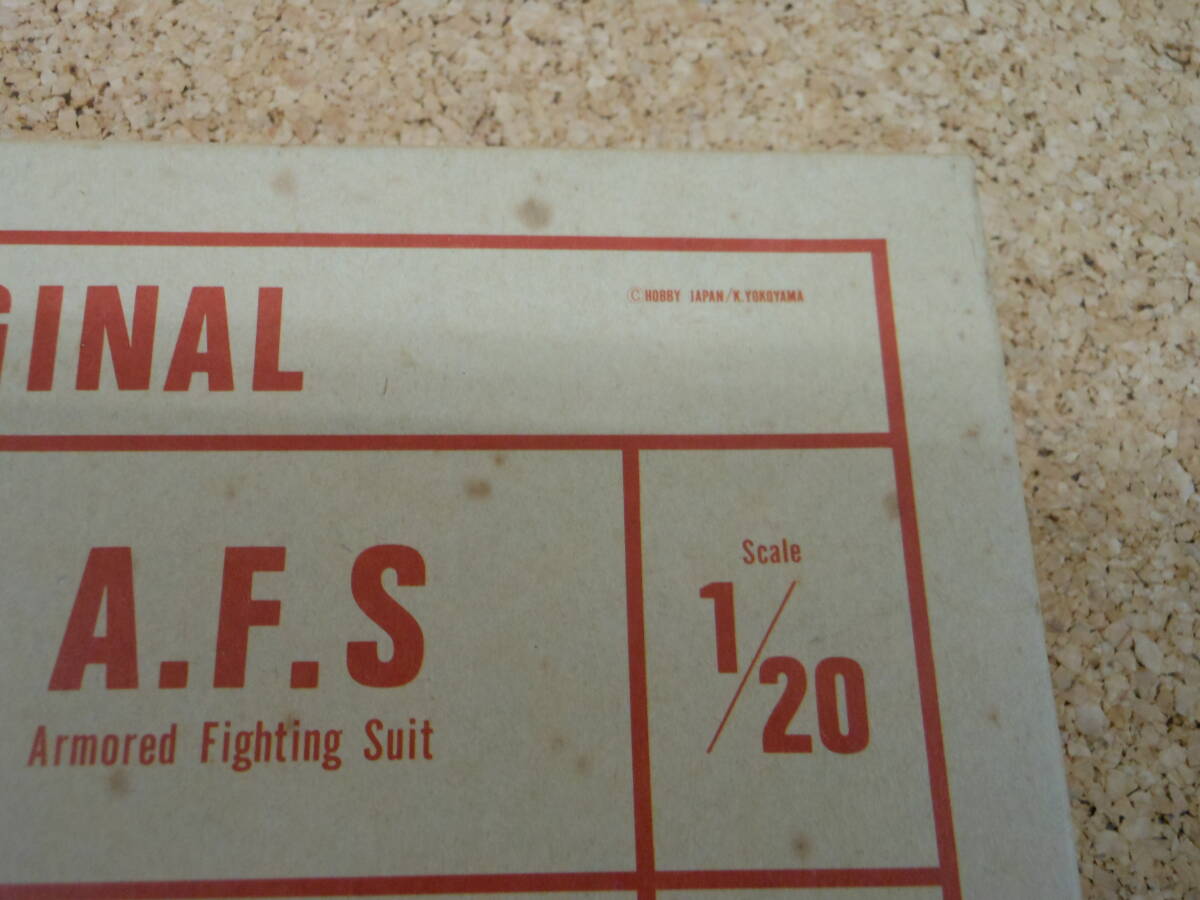 GINAL
© HOBBY JAPAN/K.YOKOYAMA
A.F.S
Armored Fighting Suit
Scale
1/20